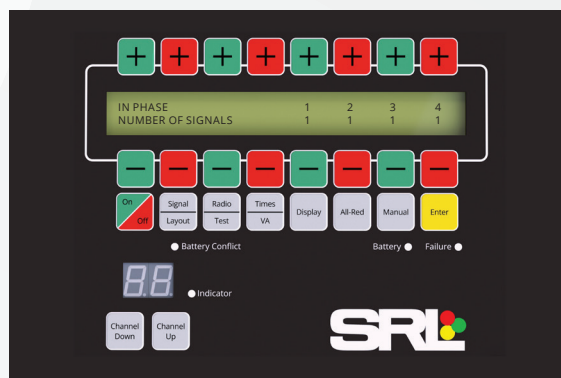 + + + + + + + +
IN PHASE 1 2 3 4
NUMBER OF SIGNALS 1 1 1 1
− − − − − − − −
On Off
Signal Layout
Radio Test
Times VA
Display
All-Red
Manual
Enter
Battery Conflict
Battery
Failure
8.8.
Indicator
Channel Down
Channel Up
SRL